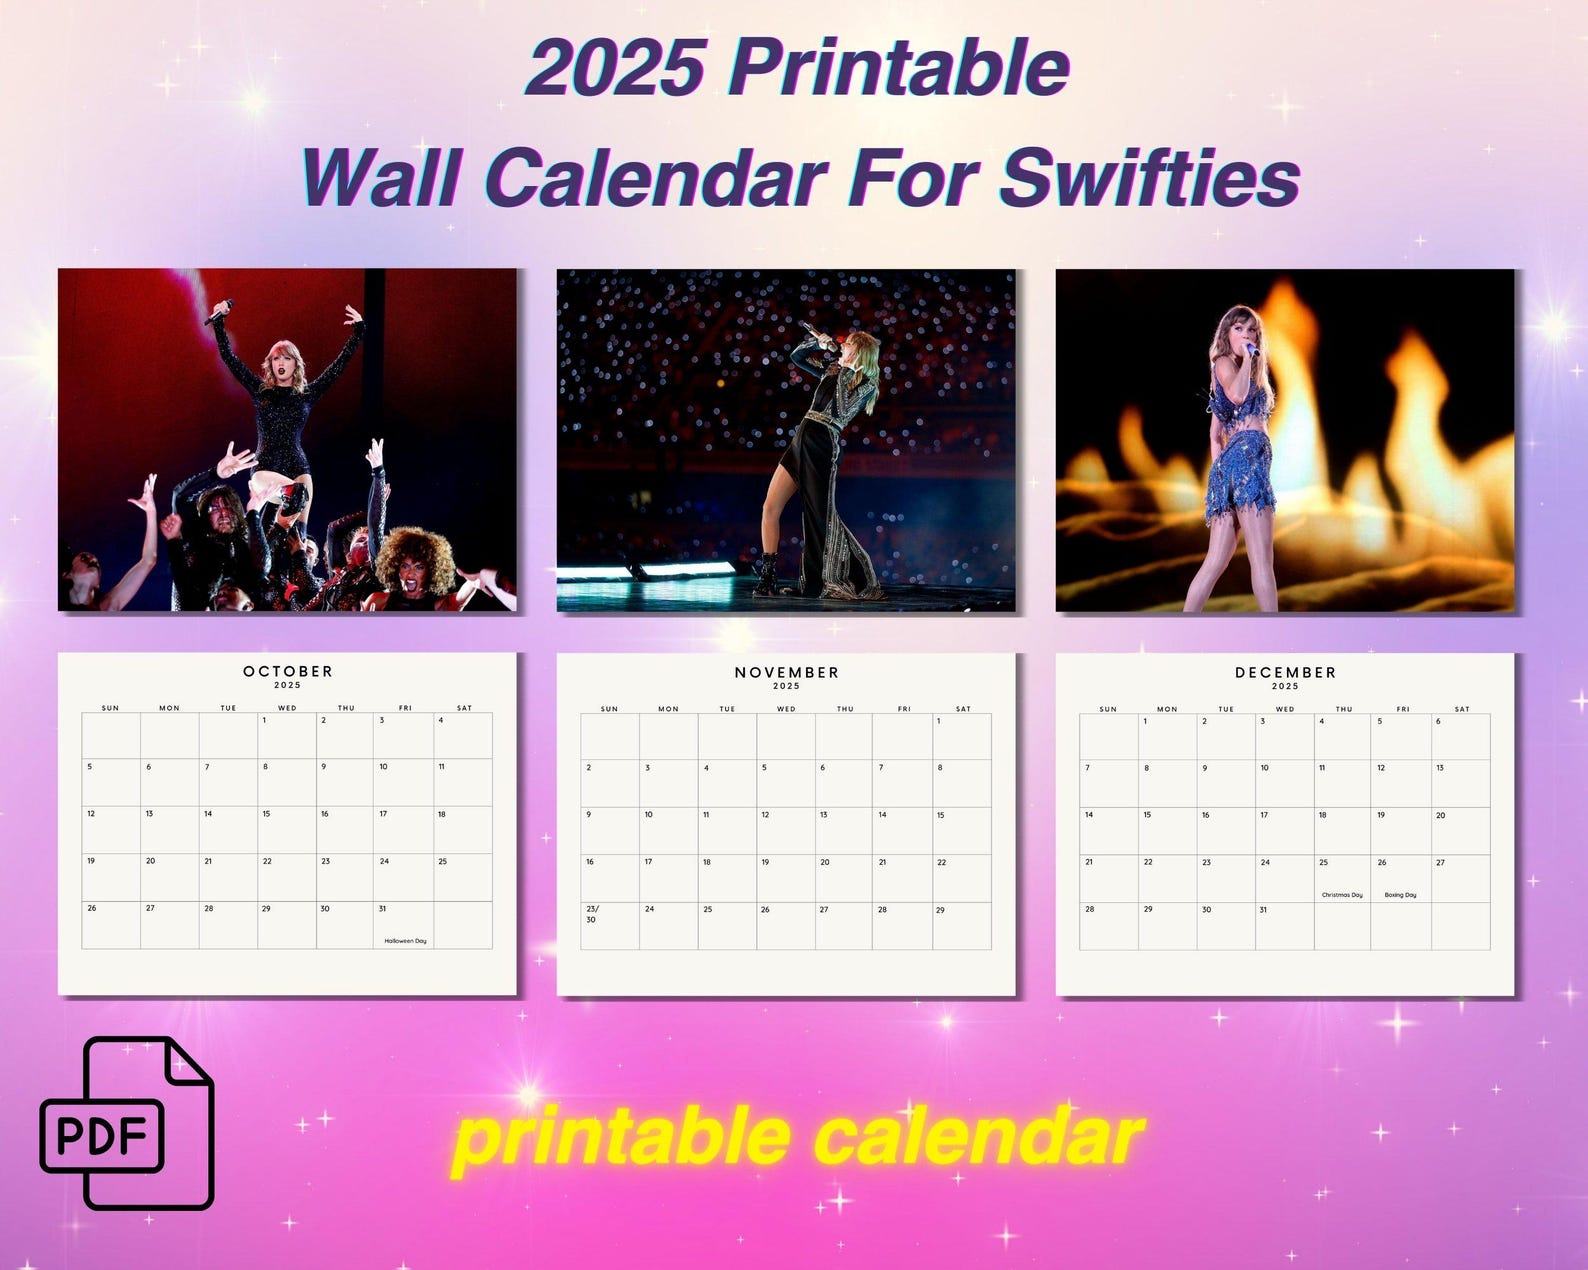 2025 Printable
Wall Calendar For Swifties
OCTOBER
2025
SUN MON TUE WED THU FRI SAT
1 2 3 4
5 6 7 8 9 10 11
12 13 14 15 16 17 18
19 20 21 22 23 24 25
26 27 28 29 30 31
Halloween Day
NOVEMBER
2025
SUN MON TUE WED THU FRI SAT
1
2 3 4 5 6 7 8
9 10 11 12 13 14 15
16 17 18 19 20 21 22
23/ 24 25 26 27 28 29
30
DECEMBER
2025
SUN MON TUE WED THU FRI SAT
1 2 3 4 5 6
7 8 9 10 11 12 13
14 15 16 17 18 19 20
21 22 23 24 25 26 27
Christmas Day Boxing Day
28 29 30 31
PDF
printable calendar